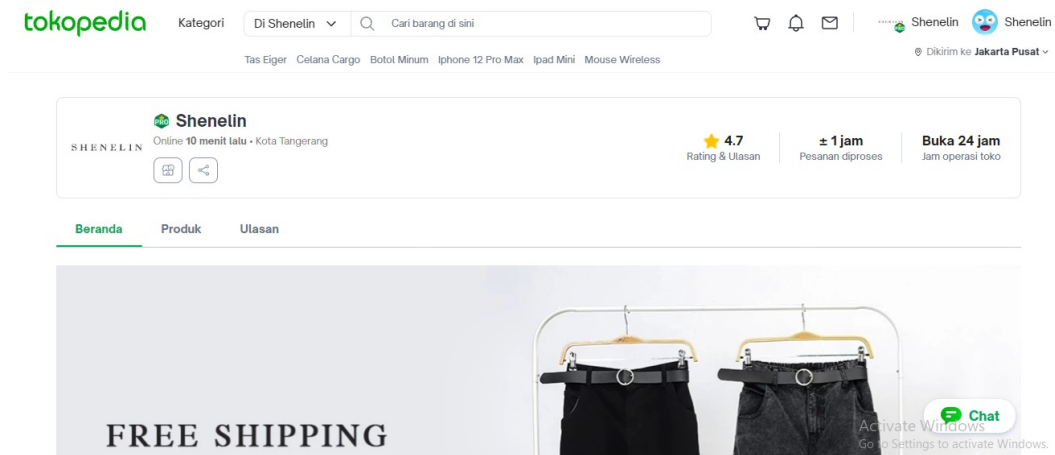 tokopedia Kategori Di Shenelin Cari barang di sini Shenelin Shenelin
Tas Eiger Celana Cargo Botol Minum Iphone 12 Pro Max Ipad Mini Mouse Wireless Dikirim ke Jakarta Pusat
PRO Shenelin
SHENELIN
Online 10 menit lalu • Kota Tangerang
4.7 ± 1 jam Buka 24 jam
Rating & Ulasan Pesanan diproses Jam operasi toko
Beranda Produk Ulasan
FREE SHIPPING
Chat
Activate Windows
Go to Settings to activate Windows.